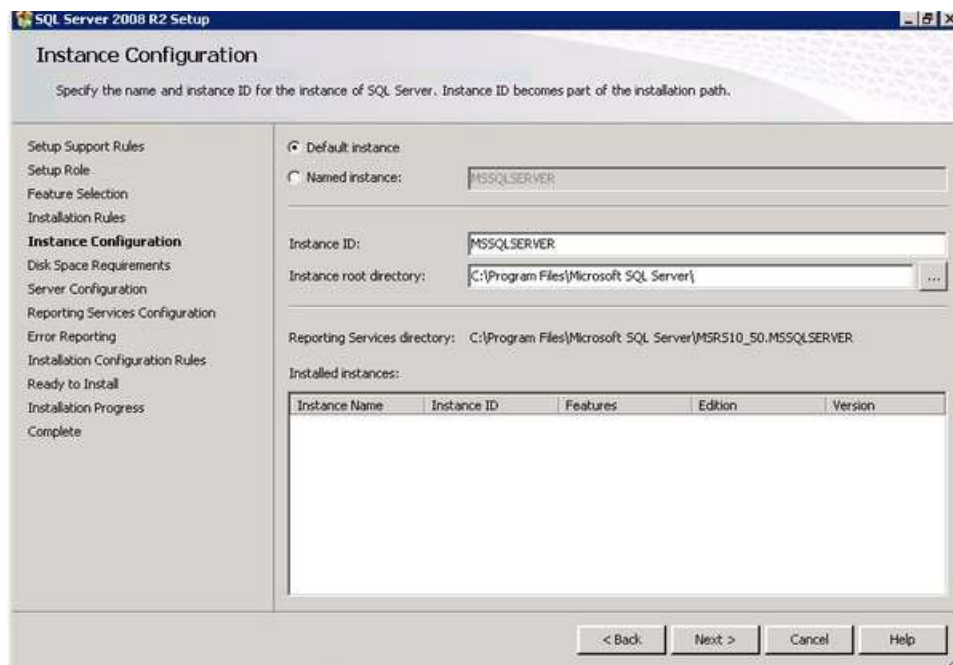 SQL Server 2008 R2 Setup
Instance Configuration
Specify the name and instance ID for the instance of SQL Server. Instance ID becomes part of the installation path.
Setup Support Rules
Setup Role
Feature Selection
Installation Rules
Instance Configuration
Disk Space Requirements
Server Configuration
Reporting Services Configuration
Error Reporting
Installation Configuration Rules
Ready to Install
Installation Progress
Complete
Default instance
Named instance: MSSQLSERVER
Instance ID: MSSQLSERVER
Instance root directory: C:\Program Files\Microsoft SQL Server\ ...
Reporting Services directory: C:\Program Files\Microsoft SQL Server\MSRS10_50.MSSQLSERVER
Installed instances:
Instance Name Instance ID Features Edition Version
< Back Next > Cancel Help